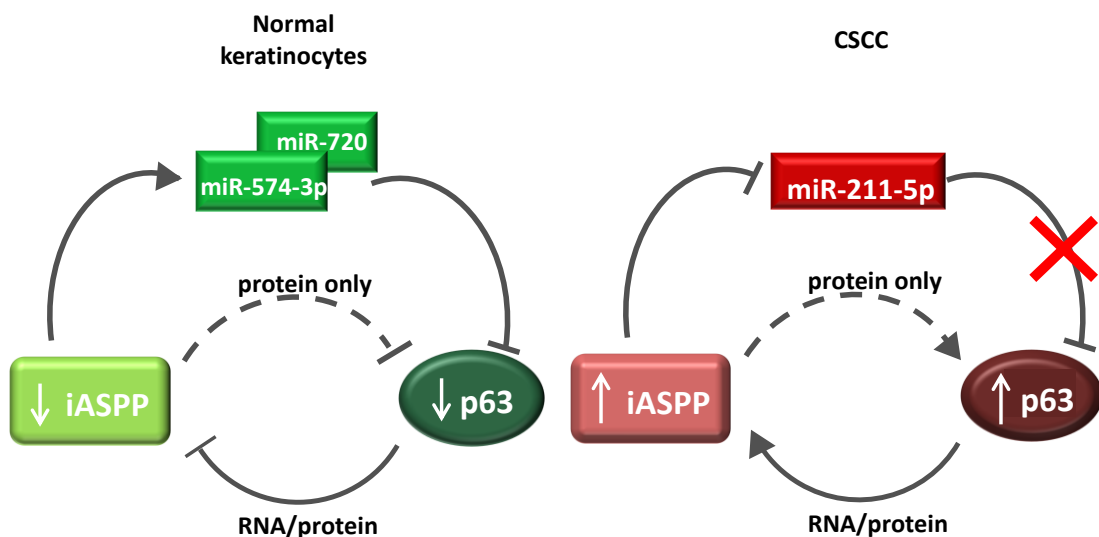 Normal
keratinocytes
miR-720
miR-574-3p
protein only
↓ iASPP
↓ p63
RNA/protein
CSCC
miR-211-5p
protein only
↑ iASPP
↑ p63
RNA/protein